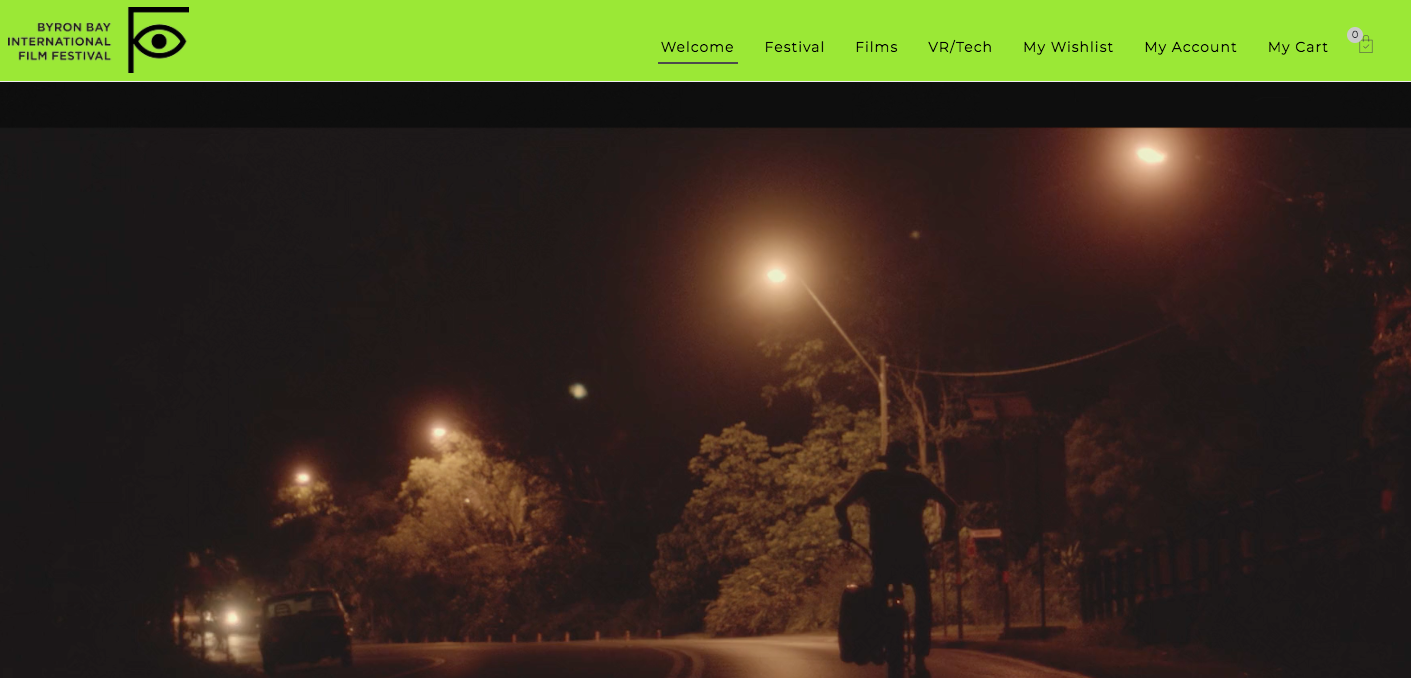 BYRON BAY
INTERNATIONAL
FILM FESTIVAL
Welcome Festival Films VR/Tech My Wishlist My Account My Cart 0